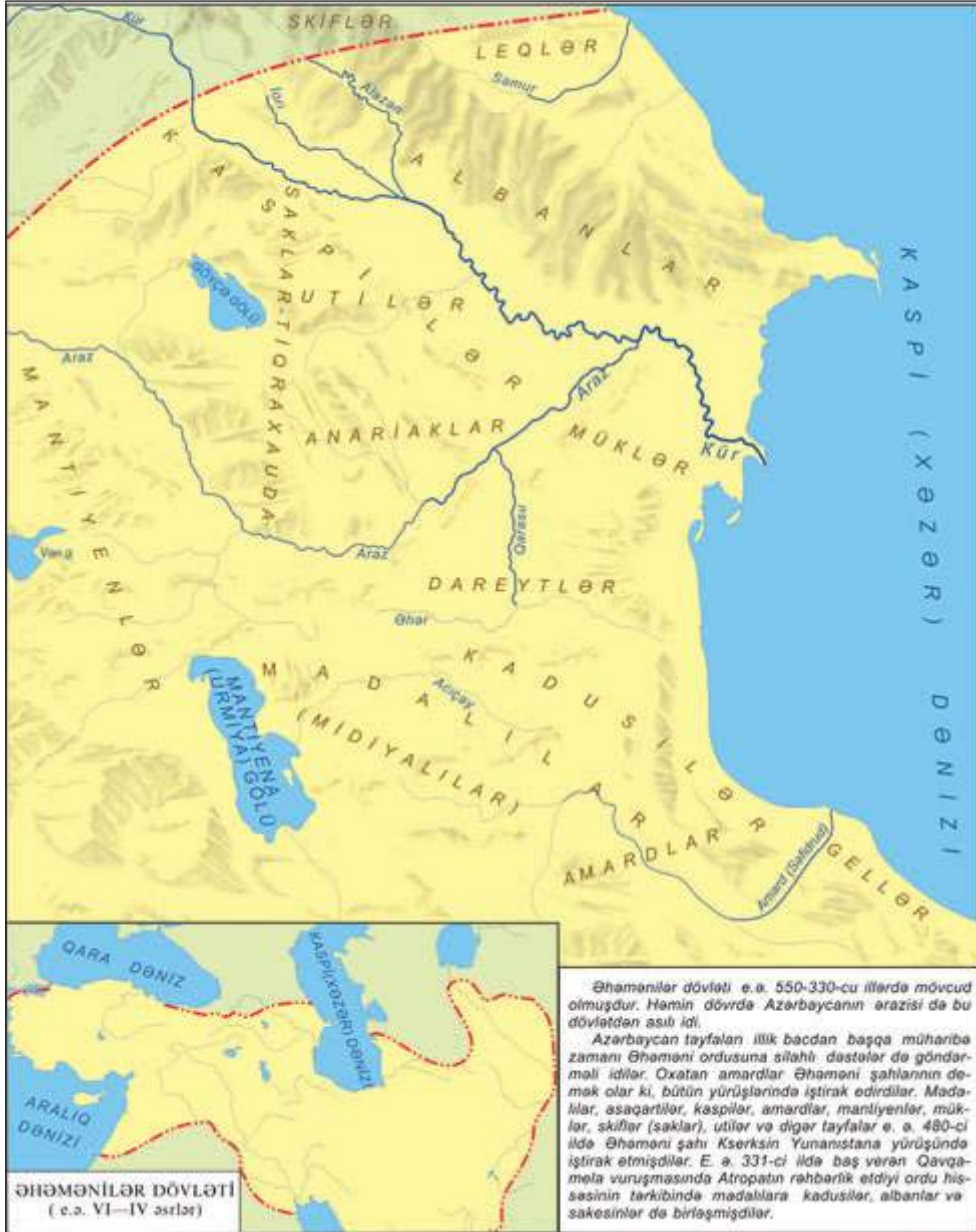 SKİFLƏR
LEQLƏR
Kür
Samur
Alazan
İori
KASPİLƏR
ALBANLAR
SAKLAR-TİQRAXAUDA
UTİLƏR
GÖYÇƏ GÖLÜ
Araz
MANTİYENLƏR
ANARİAKLAR
Araz
MÜKLƏR
Kür
KASPİ (XƏZƏR) DƏNİZİ
Araz
Qarasu
DAREYTLƏR
Əhər
MADALILAR
(MİDİYALILAR)
Acıçay
KADUSİLƏR
MANTİYENA
(URMİYA) GÖLÜ
AMARDLAR
Amard (Səfidrud)
GELLƏR
QARA DƏNİZ
KASPİ(XƏZƏR) DƏNİZİ
ARALIQ
DƏNİZİ
ƏHƏMƏNİLƏR DÖVLƏTİ
( e.ə. VI—IV əsrlər)
Əhəmənilər dövləti e.ə. 550-330-cu illərdə mövcud
olmuşdur. Həmin dövrdə Azərbaycanın ərazisi də bu
dövlətdən asılı idi.
Azərbaycan tayfaları illik bacdan başqa müharibə
zamanı Əhəməni ordusuna silahlı dəstələr də göndər-
məli idilər. Oxatan amardlar Əhəməni şahlarının de-
mək olar ki, bütün yürüşlərində iştirak edirdilər. Mada-
lılar, asaqartilər, kaspilər, amardlar, mantiyenlər, mük-
lər, skiflər (saklar), utilər və digər tayfalar e. ə. 480-ci
ildə Əhəməni şahı Kserksin Yunanıstana yürüşündə
iştirak etmişdilər. E. ə. 331-ci ildə baş verən Qavqa-
mela vuruşmasında Atropatın rəhbərlik etdiyi ordu his-
səsinin tərkibində madalılara kadusilər, albanlar və
sakesinlər də birləşmişdilər.